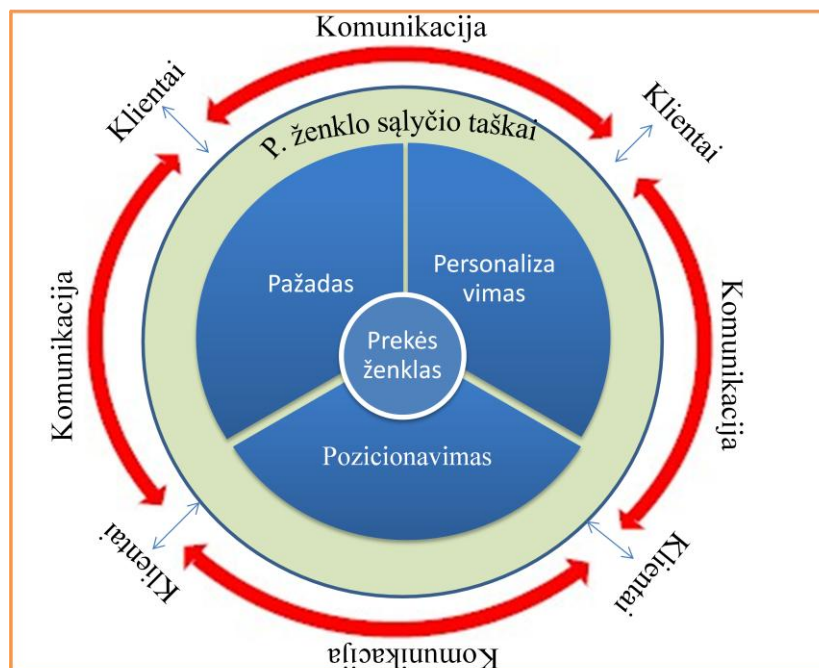 Komunikacija
Klientai
Klientai
P. ženklo sąlyčio taškai
Pažadas
Personaliza
vimas
Komunikacija
Komunikacija
Prekės
ženklas
Pozicionavimas
Klientai
Klientai
Komunikacija